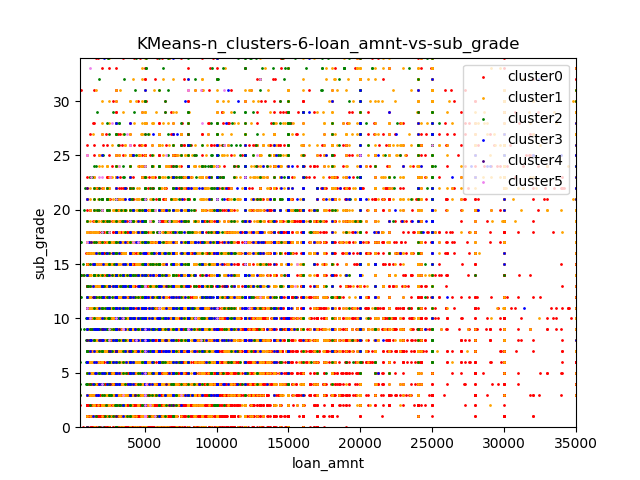 KMeans-n_clusters-6-loan_amnt-vs-sub_grade
cluster0
cluster1
cluster2
cluster3
cluster4
cluster5
30
25
20
15
10
5
0
sub_grade
5000 10000 15000 20000 25000 30000 35000
loan_amnt